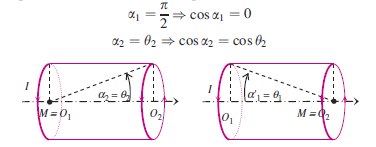 α₁ = π/2 ⇒ cos α₁ = 0
α₂ = θ₂ ⇒ cos α₂ = cos θ₂
I
α₂ = θ₂
M = O₁
O₂
I
α'₁ = θ₁
O₁
M = O₂